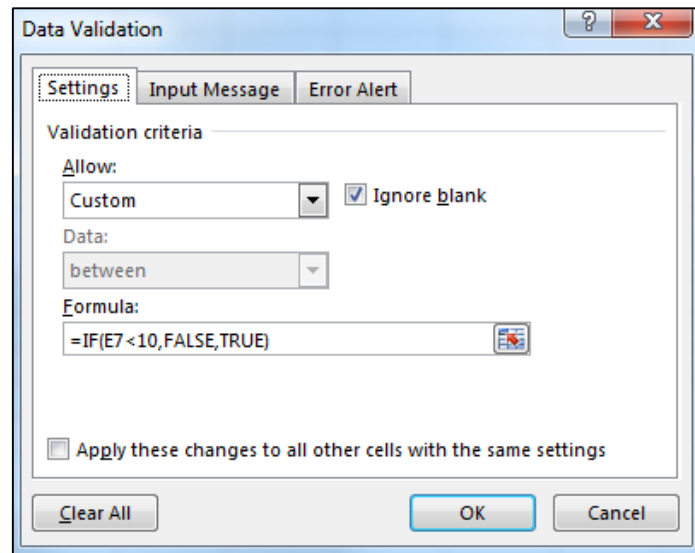 Data Validation
?
Settings Input Message Error Alert
Validation criteria
Allow:
Custom Ignore blank
Data:
between
Formula:
=IF(E7<10,FALSE,TRUE)
Apply these changes to all other cells with the same settings
Clear All OK Cancel